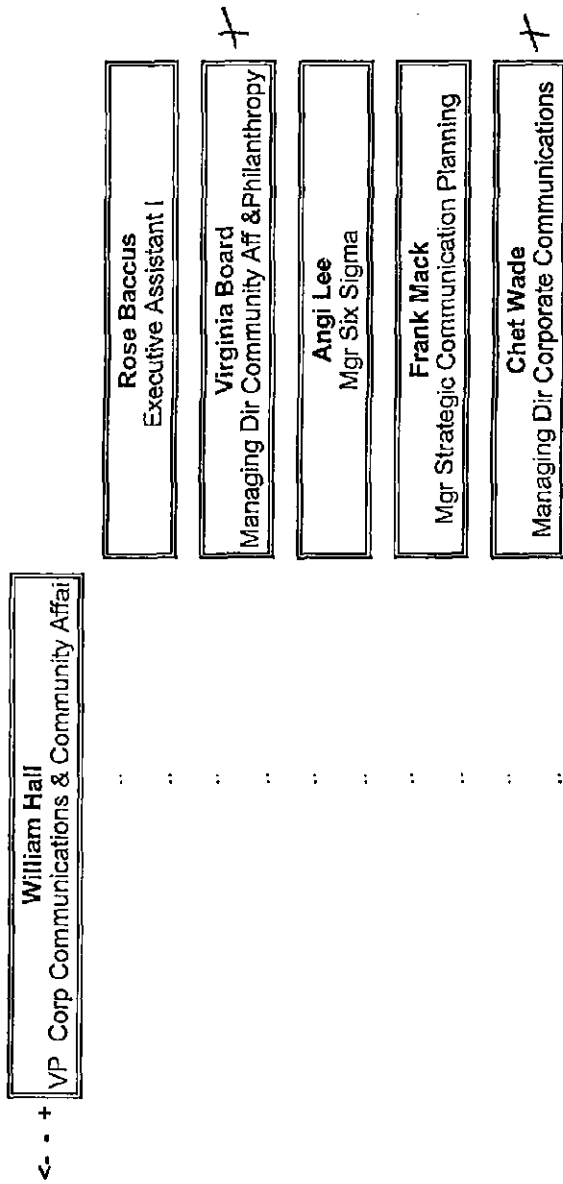 <- - +
William Hall
VP Corp Communications & Community Affai
Rose Baccus
Executive Assistant I
Virginia Board
Managing Dir Community Aff &Philanthropy
+
Angi Lee
Mgr Six Sigma
Frank Mack
Mgr Strategic Communication Planning
Chet Wade
Managing Dir Corporate Communications
+